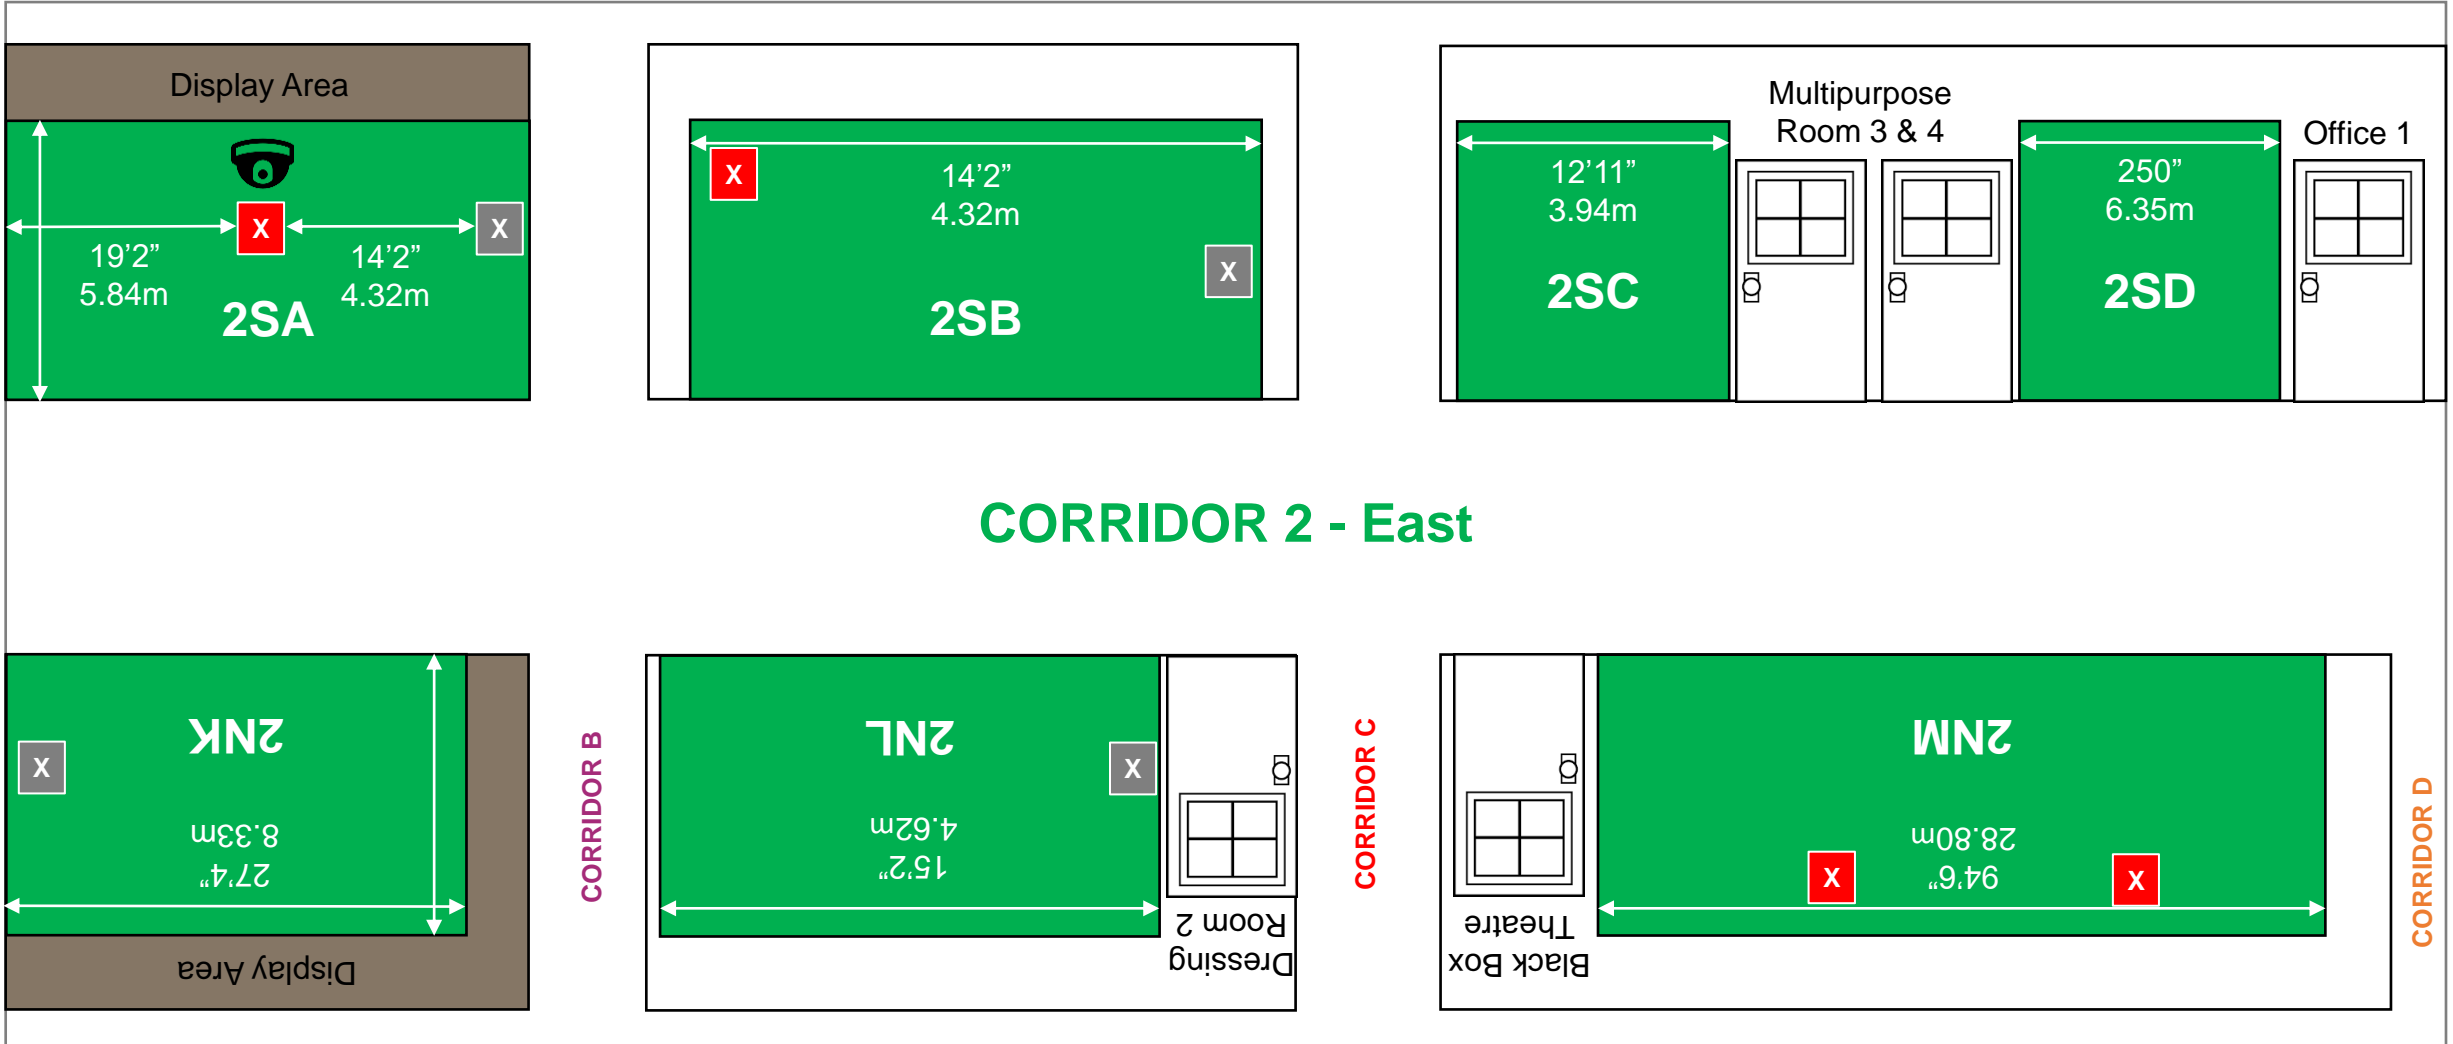 Display Area
X
X
19’2”
5.84m
14’2”
4.32m
2SA
X
14’2”
4.32m
X
2SB
Multipurpose
Room 3 & 4
Office 1
12’11”
3.94m
2SC
250”
6.35m
2SD
CORRIDOR 2 - East
2NK
X
27’4”
8.33m
Display Area
CORRIDOR B
2NL
X
15’2”
4.62m
Dressing
Room 2
CORRIDOR C
Black Box
Theatre
2NM
X
X
94’6”
28.80m
CORRIDOR D